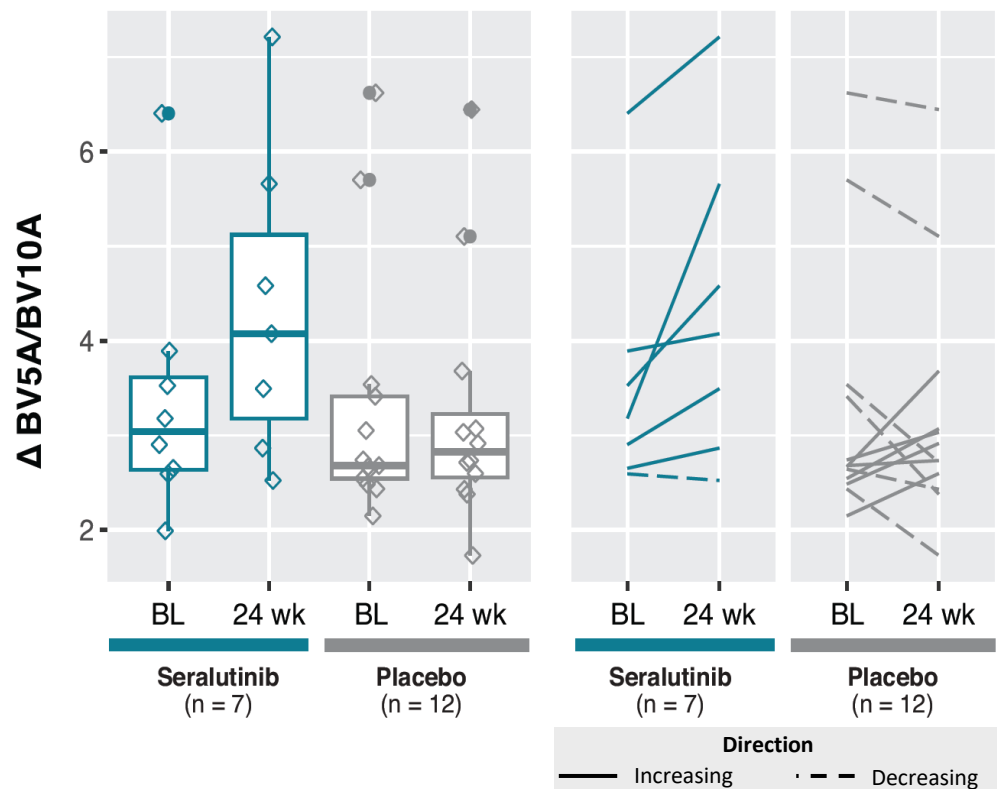 Δ BV5A/BV10A
6
4
2
BL 24 wk BL 24 wk BL 24 wk BL 24 wk
Seralutinib Placebo Seralutinib Placebo
(n = 7) (n = 12) (n = 7) (n = 12)
Direction
Increasing Decreasing